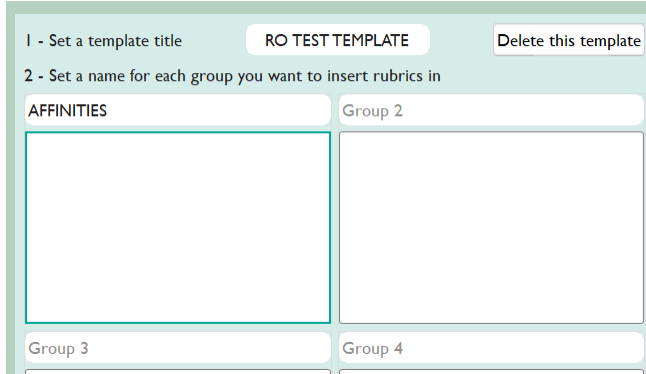 1 - Set a template title RO TEST TEMPLATE Delete this template
2 - Set a name for each group you want to insert rubrics in
AFFINITIES Group 2
Group 3 Group 4